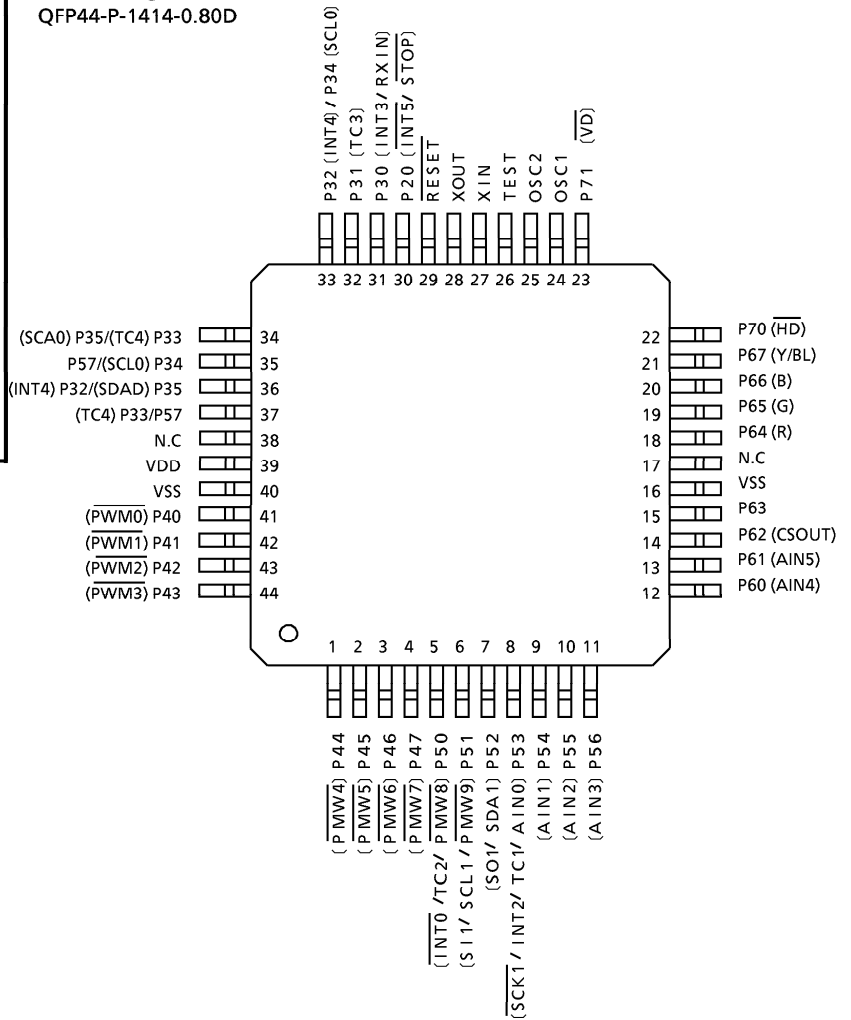 QFP44-P-1414-0.80D
P32 (INT4) / P34 (SCL0)
P31 (TC3)
P30 (INT3/ RXIN)
P20 (INT5/ STOP)
RESET
XOUT
XIN
TEST
OSC2
OSC1
P71 (VD)
33 32 31 30 29 28 27 26 25 24 23
(SCA0) P35/(TC4) P33 34
P57/(SCL0) P34 35
(INT4) P32/(SDAD) P35 36
(TC4) P33/P57 37
N.C 38
VDD 39
VSS 40
(PWM0) P40 41
(PWM1) P41 42
(PWM2) P42 43
(PWM3) P43 44
22 P70 (HD)
21 P67 (Y/BL)
20 P66 (B)
19 P65 (G)
18 P64 (R)
17 N.C
16 VSS
15 P63
14 P62 (CSOUT)
13 P61 (AIN5)
12 P60 (AIN4)
1 2 3 4 5 6 7 8 9 10 11
(PMW4) P44
(PMW5) P45
(PMW6) P46
(PMW7) P47
(INT0 /TC2/ PMW8) P50
(SI1/ SCL1 /PMW9) P51
(SO1/ SDA1) P52
(SCK1/ INT2/ TC1/ AIN0) P53
(AIN1) P54
(AIN2) P55
(AIN3) P56